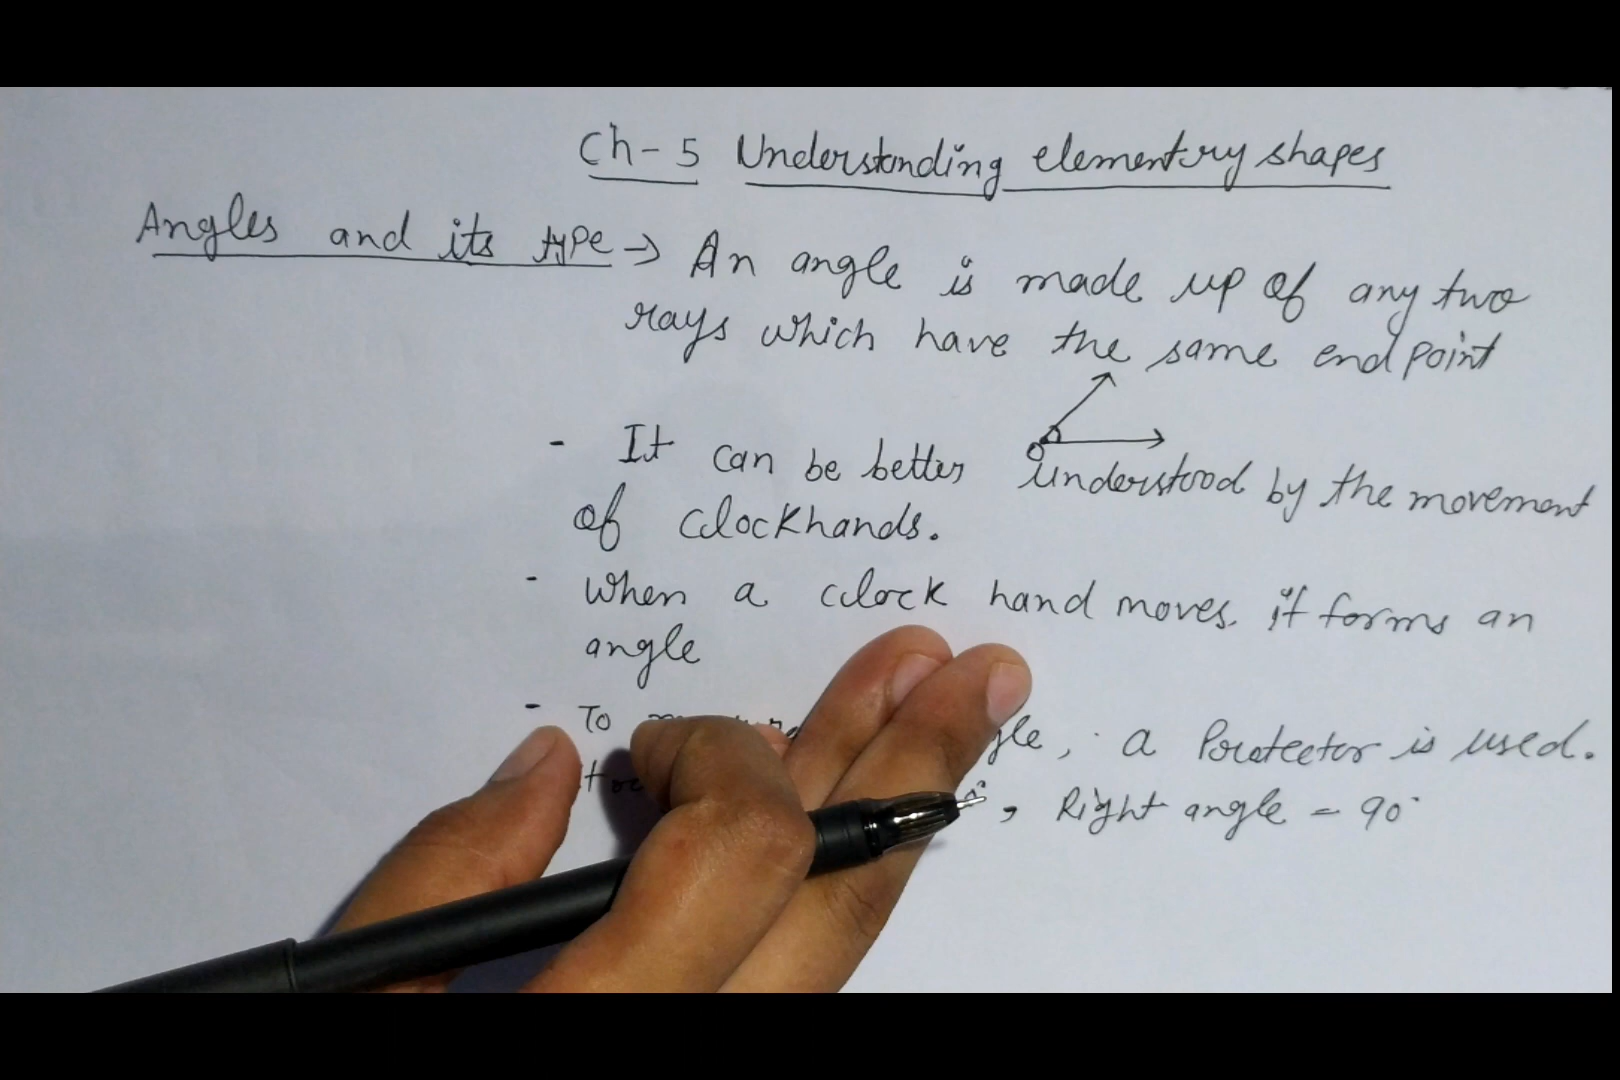 Ch-5 Understanding elementry shapes
Angles and its type → An angle is made up of any two
rays which have the same end point
- It can be better understood by the movement
of clockhands.
- When a clock hand moves, it forms an
angle
- To , a Protector is used.
, Right angle = 90°